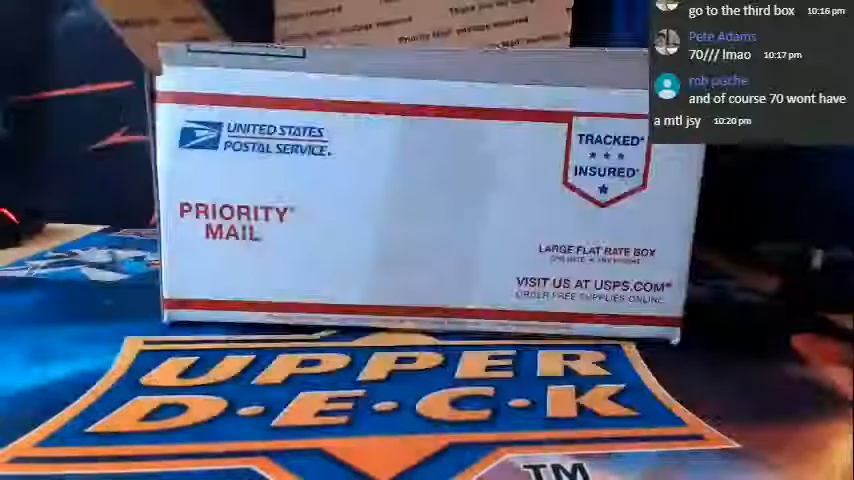 go to the third box 10:16 pm
Pete Adams
70/// lmao 10:17 pm
and of course 70 wont have
a mtl jsy 10:20 pm
UNITED STATES
POSTAL SERVICE.
TRACKED*
INSURED*
PRIORITY*
MAIL
LARGE FLAT RATE BOX
VISIT US AT USPS.COM®
ORDER FREE SUPPLIES ONLINE
UPPER
D·E·C·K
TM